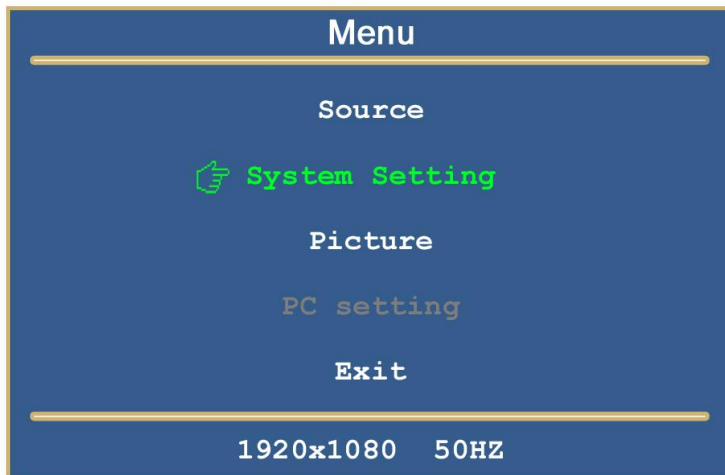 Menu
Source
System Setting
Picture
PC setting
Exit
1920x1080 50HZ